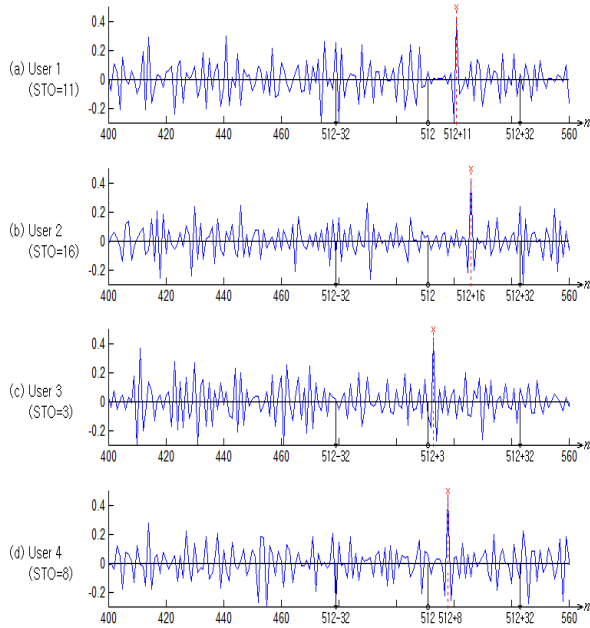 0.4
0.2
0
-0.2
(a) User 1
(STO=11)
400 420 440 460 512-32 512 512+11 512+32 560 n
0.4
0.2
0
-0.2
(b) User 2
(STO=16)
400 420 440 460 512-32 512 512+16 512+32 560 n
0.4
0.2
0
-0.2
(c) User 3
(STO=3)
400 420 440 460 512-32 512+3 512+32 560 n
0.4
0.2
0
-0.2
(d) User 4
(STO=8)
400 420 440 460 512-32 512 512+8 512+32 560 n